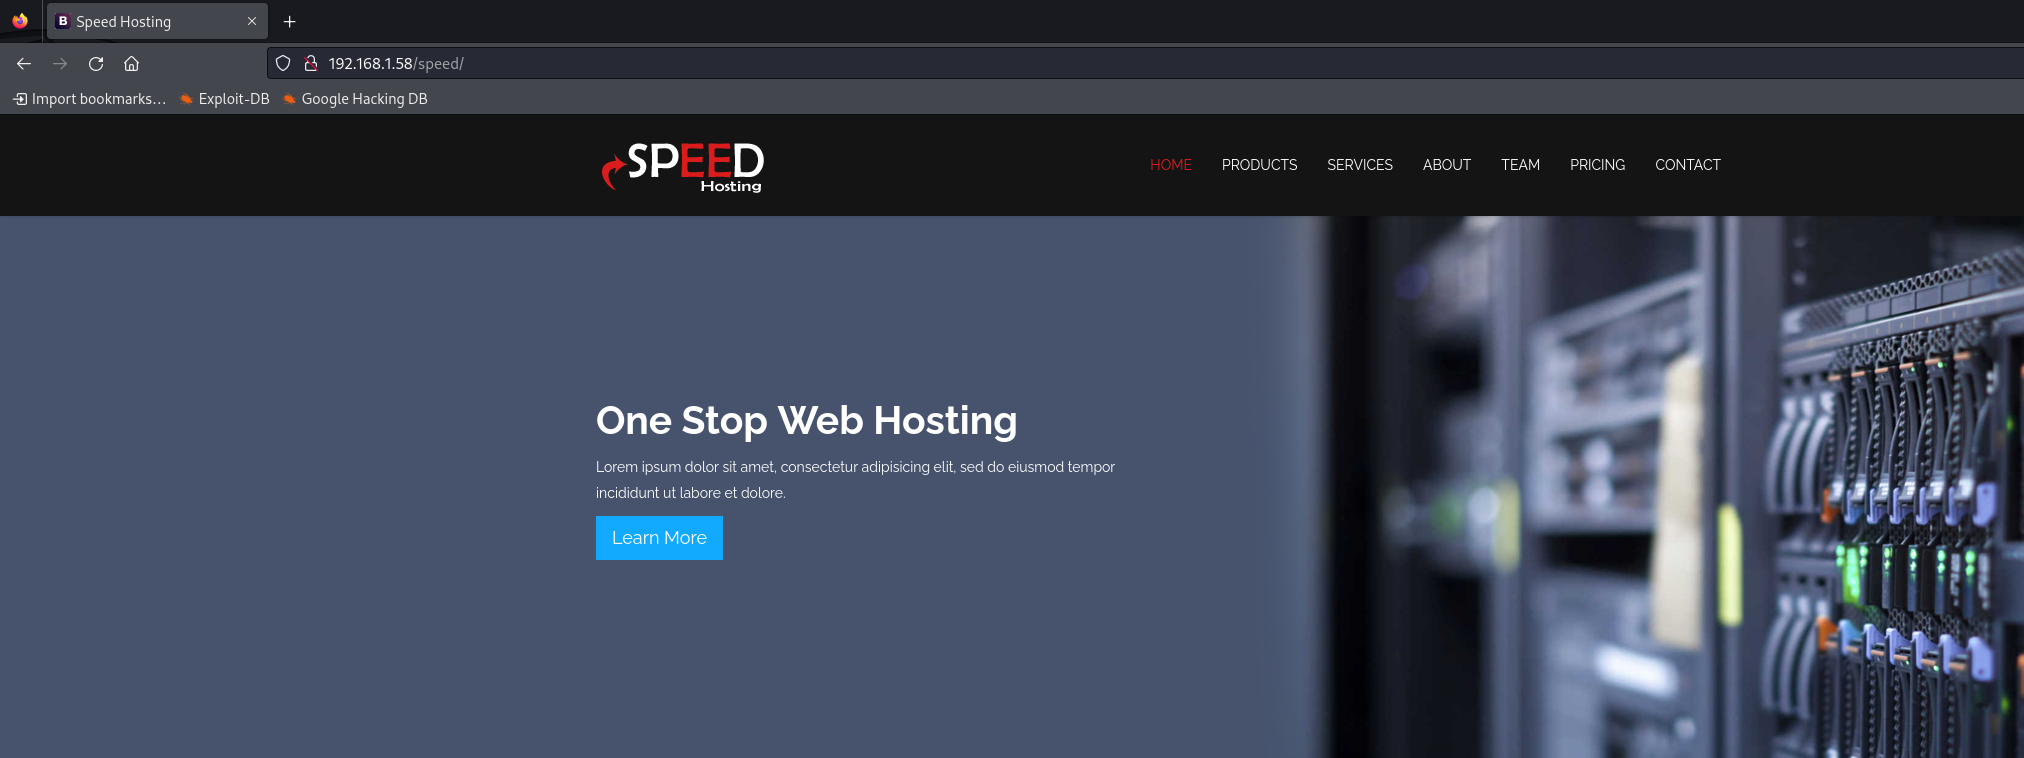 Speed Hosting
192.168.1.58/speed/
Import bookmarks... Exploit-DB Google Hacking DB
SPEED
Hosting
HOME PRODUCTS SERVICES ABOUT TEAM PRICING CONTACT
One Stop Web Hosting
Lorem ipsum dolor sit amet, consectetur adipisicing elit, sed do eiusmod tempor
incididunt ut labore et dolore.
Learn More